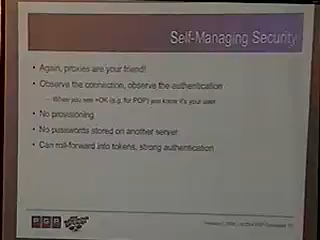 Self-Managing Security
• Again, proxies are your friend!
• Observe the connection, observe the authentication
– When you see +OK (e.g. for POP) you know it's your user
• No provisioning
• No passwords stored on another server
• Can roll-forward into tokens, strong authentication
PGP